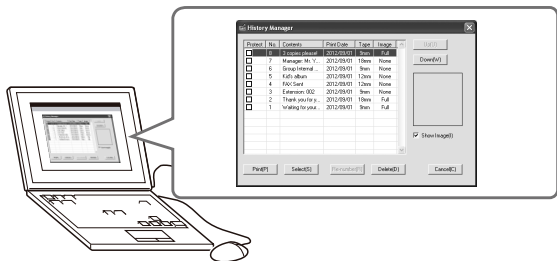 History Manager
Protect No. Contents Print Date Tape Image
8 3 copies please! 2012/09/01 9mm Full
7 Manager: Mr. Y... 2012/09/01 18mm None
6 Group Internal ... 2012/09/01 9mm None
5 Kid's album 2012/09/01 12mm None
4 FAX Sent 2012/09/01 12mm None
3 Extension: 002 2012/09/01 9mm None
2 Thank you for y... 2012/09/01 18mm Full
1 Waiting for your... 2012/09/01 9mm Full
Down(W)
Show Image(I)
Print(P) Select(S) Delete(D) Cancel(C)